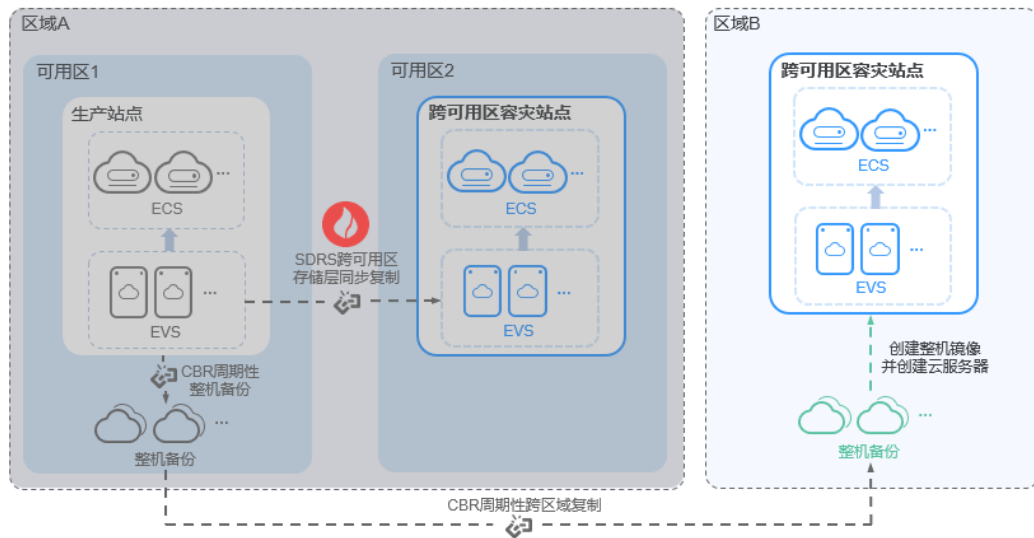 区域A
可用区1
生产站点
ECS
...
EVS
...
CBR周期性
整机备份
...
整机备份
SDRS跨可用区
存储层同步复制
可用区2
跨可用区容灾站点
...
ECS
...
EVS
CBR周期性跨区域复制
区域B
跨可用区容灾站点
...
ECS
...
EVS
创建整机镜像
并创建云服务器
...
整机备份